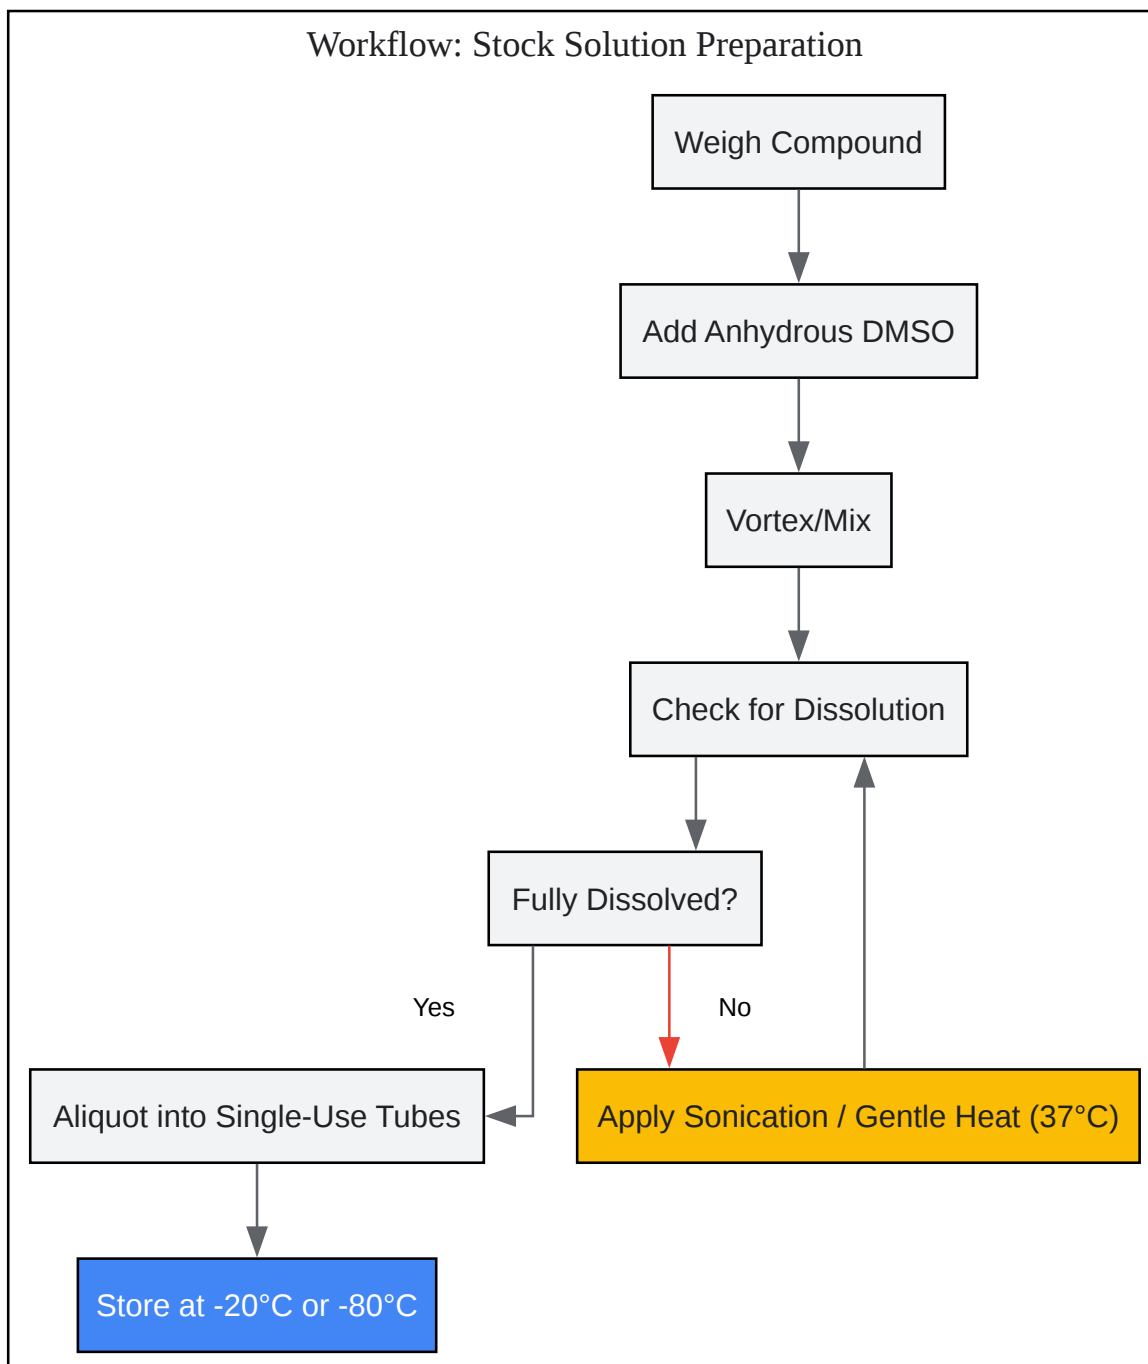 Workflow: Stock Solution Preparation
Weigh Compound
Add Anhydrous DMSO
Vortex/Mix
Check for Dissolution
Fully Dissolved?
Yes
No
Aliquot into Single-Use Tubes
Apply Sonication / Gentle Heat (37°C)
Store at -20°C or -80°C